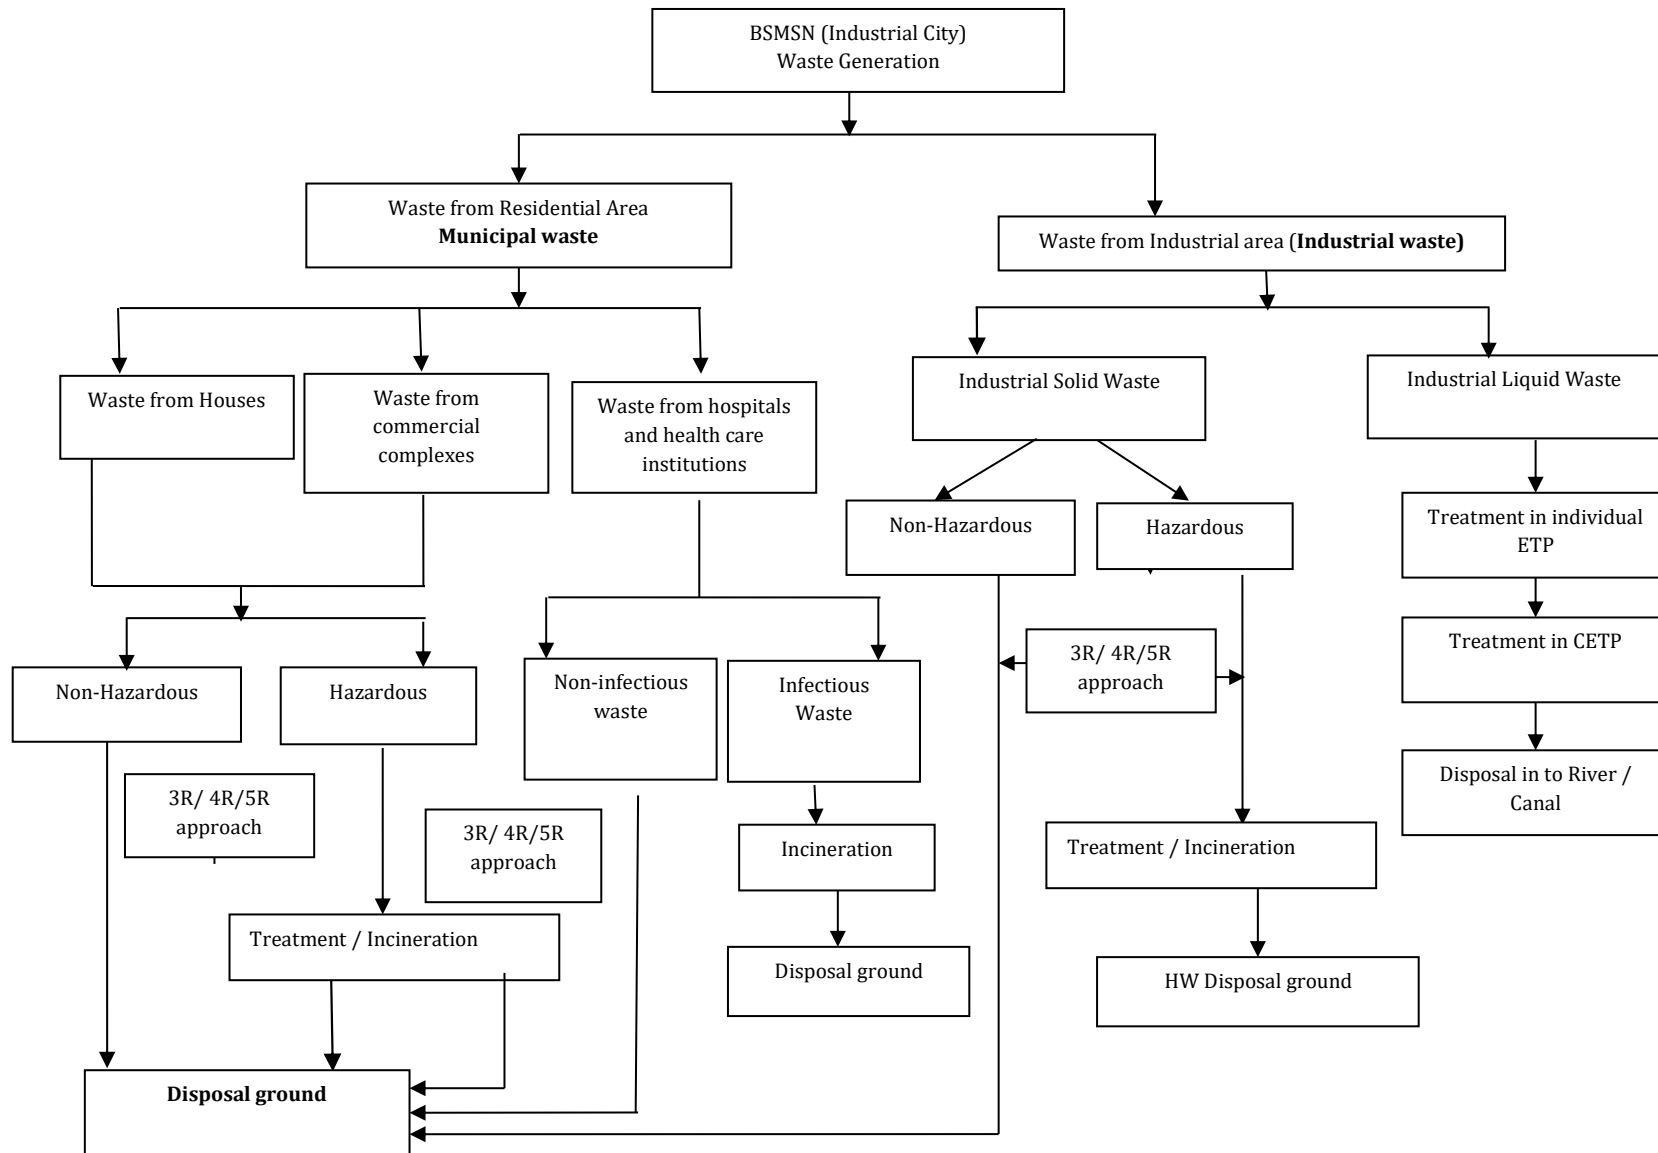 BSMSN (Industrial City)
Waste Generation
Waste from Residential Area
Municipal waste
Waste from Industrial area (Industrial waste)
Waste from Houses
Waste from
commercial
complexes
Waste from hospitals
and health care
institutions
Industrial Solid Waste
Industrial Liquid Waste
Non-Hazardous
Hazardous
Treatment in individual
ETP
Non-Hazardous
Hazardous
Non-infectious
waste
Infectious
Waste
3R/ 4R/5R
approach
Treatment in CETP
3R/ 4R/5R
approach
3R/ 4R/5R
approach
Incineration
Treatment / Incineration
Disposal in to River /
Canal
Treatment / Incineration
Disposal ground
HW Disposal ground
Disposal ground